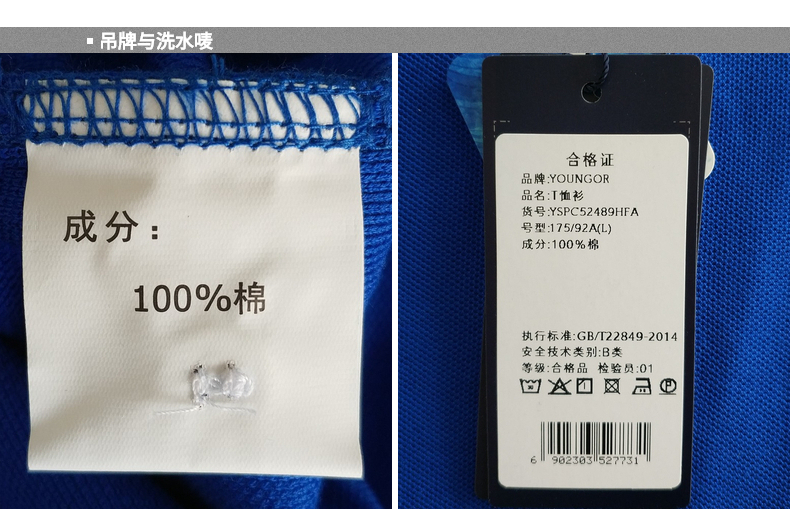 吊牌与洗水唛
成分：
100%棉
合格证
品牌:YOUNGOR
品名:T恤衫
货号:YSPC52489HFA
号型:175/92A(L)
成分:100%棉
执行标准:GB/T22849-2014
安全技术类别:B类
等级:合格品 检验员:01
6 902303 527731